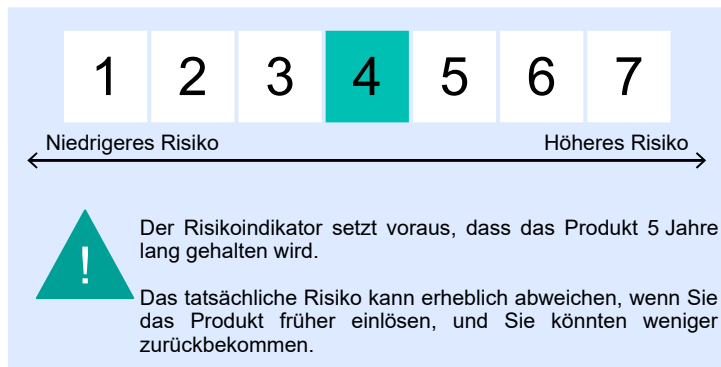 1 2 3 4 5 6 7
Niedrigeres Risiko Höheres Risiko
!
Der Risikoindikator setzt voraus, dass das Produkt 5 Jahre
lang gehalten wird.
Das tatsächliche Risiko kann erheblich abweichen, wenn Sie
das Produkt früher einlösen, und Sie könnten weniger
zurückbekommen.